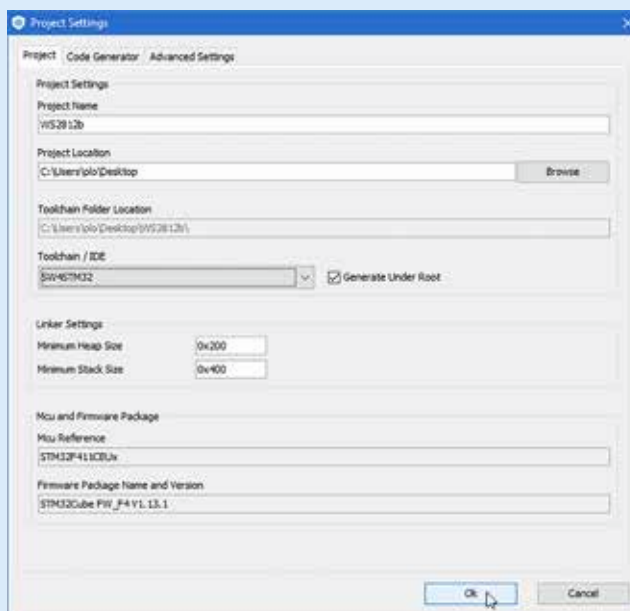 Project Settings
Project Code Generator Advanced Settings
Project Settings
Project Name
WS2812b
Project Location
C:\Users\plo\Desktop
Browse
Toolchain Folder Location
C:\Users\plo\Desktop\WS2812b\
Toolchain / IDE
SW4STM32
Generate Under Root
Linker Settings
Minimum Heap Size 0x200
Minimum Stack Size 0x400
Mcu and Firmware Package
Mcu Reference
STM32F411CEUx
Firmware Package Name and Version
STM32Cube FW_F4 V1.13.1
Ok Cancel